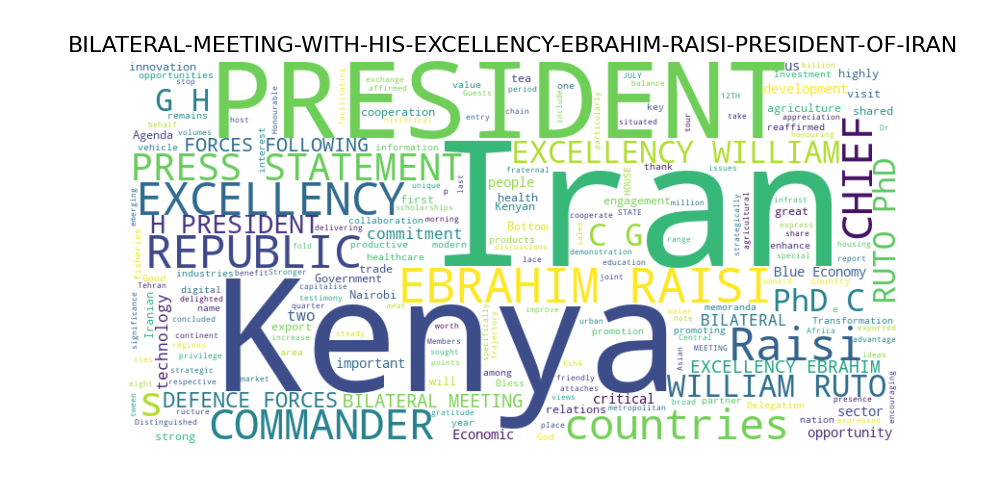 BILATERAL-MEETING-WITH-HIS-EXCELLENCY-EBRAHIM-RAISI-PRESIDENT-OF-IRAN
PRESIDENT
Iran
Kenya
innovation
opportunities
stop
G H
remains
host
Agenda
behalf
volumes
vehicle
FORCES FOLLOWING
PRESS STATEMENT
EXCELLENCY
H PRESIDENT
REPUBLIC
interest
Honourable
facilitating
exchange
affirmed
historical
cooperation
information
value
Guests
tea
period
entry
chain
one
include
particularly
key
situated
tour
JULY
balance
12TH
take
Investment
billion
highly
development
visit
agriculture
shared
appreciation
reaffirmed
honouring
Dr
EXCELLENCY WILLIAM
CHIEF
RUTO PhD
fraternal
people
unique
first
last
scholarships
morning
collaboration
delivering
commitment
fold
productive
modern
healthcare
health
Kenyan
Bottom
products
discussions
lace
HOUSE
engagement
thank
issues
million
cooperate
STATE
C G
sales
range
demonstration
education
joint
strategically
agricultural
great
infrast
express
share
enhance
housing
special
report
Blue Economy
upward
country
emerging
fisheries
Good
industries
benefit
Stronger
Government
trade
Tehran
digital
capitalise
Nairobi
significance
delighted
testimony
name
quarter
two
concluded
export
steady
Iranian
technology
continent
increase
regions
area
ties
privilege
important
strategic
eight
respective
market
EBRAHIM RAISI
PhD C
meat
worth
improve
Members
specifically
trajectory
sought
points
urban
water
note
memoranda
Transformation
BILATERAL
promotion
promoting
Africa
exported
Central
MEETING
advantage
Asian
ideas
Raisi
among
Ksh4
friendly
EXCELLENCY EBRAHIM
will
Bless
attaches
WILLIAM RUTO
encouraging
S
DEFENCE FORCES
BILATERAL MEETING
views
critical
broad
partner
Delegation
presence
tween
ructure
Distinguished
gratitude
relations
metropolitan
sector
COMMANDER
year
place
countries
nation
expressed
strong
Economic
God
opportunity